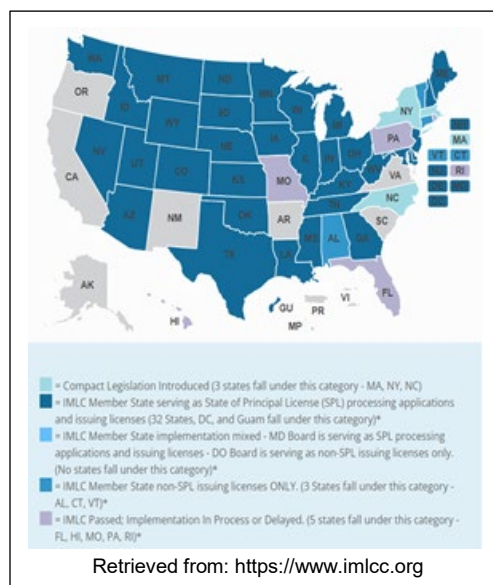 WA
MT
ND
MN
ME
OR
ID
SD
WI
MI
NY
WY
NH
MA
NV
NE
IA
PA
VT CT
UT
CO
IL IN OH
NJ RI
CA
KS
MO
WV
VA
DE MD
KY
DC
AZ
NM
OK
AR
TN
NC
SC
TX
LA
MS
AL
GA
AK
HI
GU
PR
VI
MP
FL
= Compact Legislation Introduced (3 states fall under this category - MA, NY, NC)
= IMLC Member State serving as State of Principal License (SPL) processing applications
and issuing licenses (32 States, DC, and Guam fall under this category)*
= IMLC Member State implementation mixed - MD Board is serving as SPL processing
applications and issuing licenses - DO Board is serving as non-SPL issuing licenses only.
(No states fall under this category)*
= IMLC Member State non-SPL issuing licenses ONLY. (3 States fall under this category -
AL, CT, VT)*
= IMLC Passed; Implementation In Process or Delayed. (5 states fall under this category -
FL, HI, MO, PA, RI)*
Retrieved from: https://www.imlcc.org